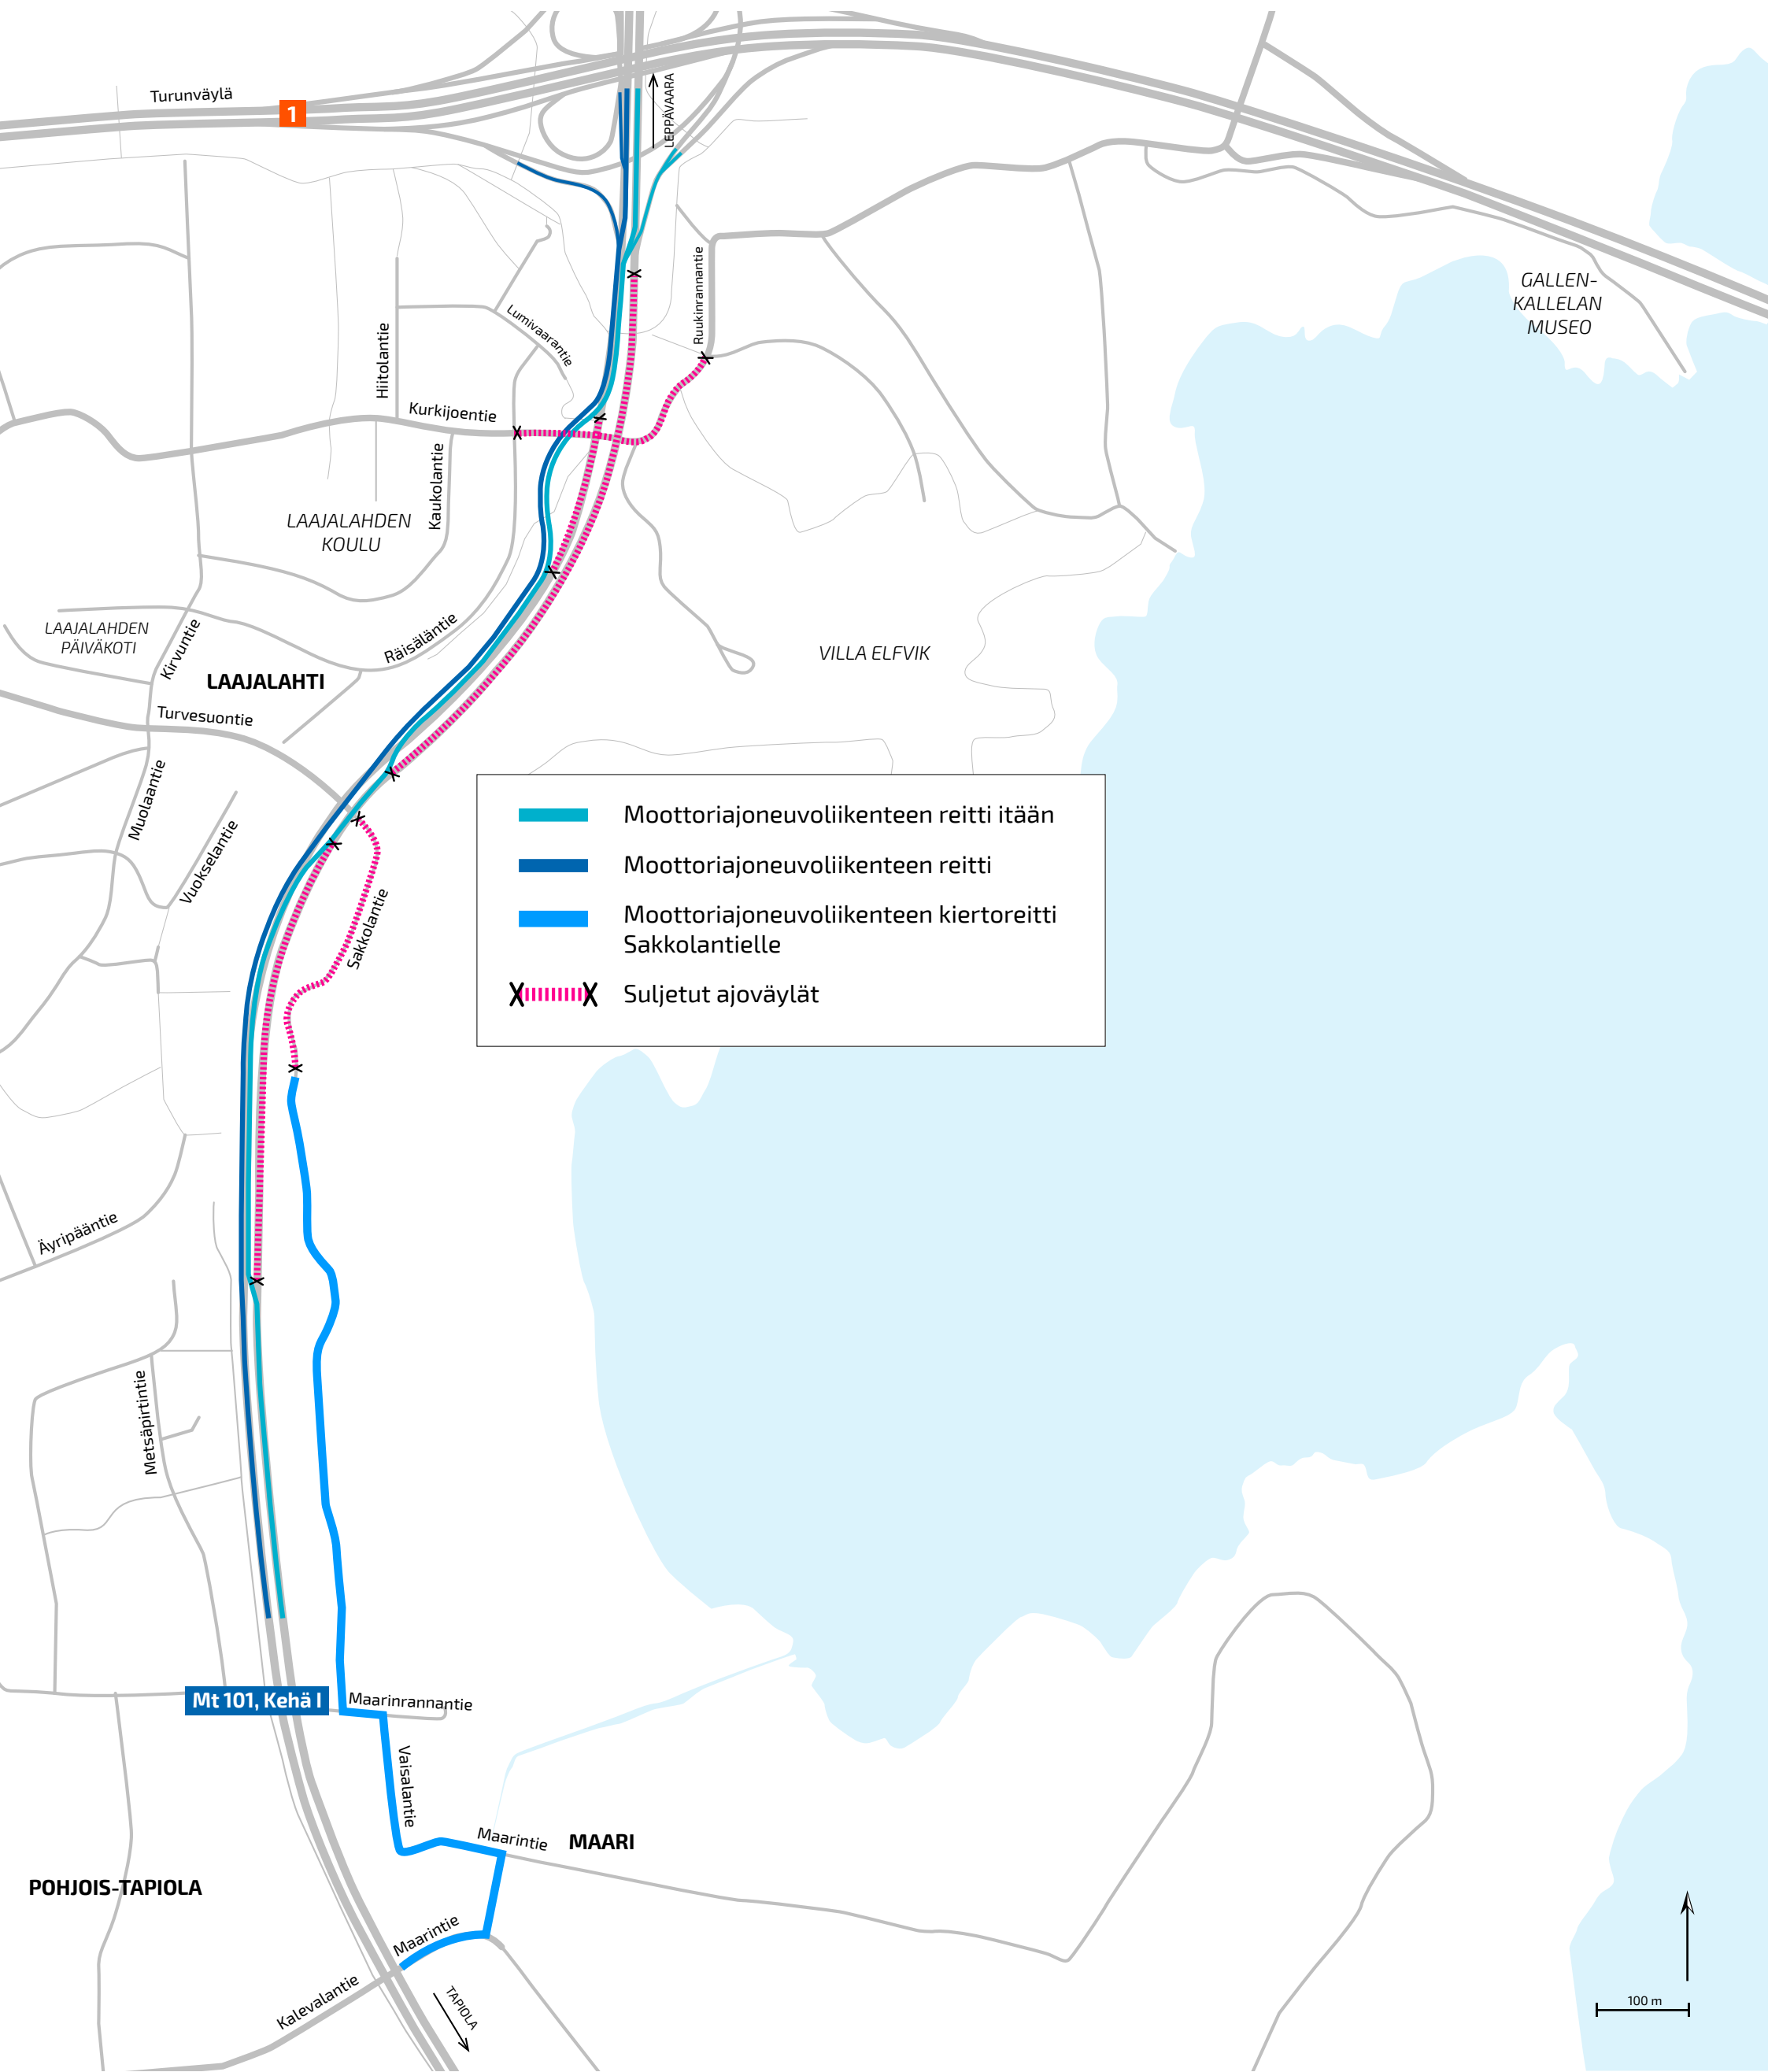 Turunväylä
1
LEPPÄVAARA
GALLEN-
KALLELAN
MUSEO
Ruukinrannantie
Lumivaarantie
Hiitolantie
Kurkijoentie
Kaukolantie
LAAJALAHDEN
KOULU
LAAJALAHDEN
PÄIVÄKOTI
Kirvuntie
Räisäläntie
VILLA ELFVIK
LAAJALAHTI
Turvesuontie
Muolaantie
Vuokselantie
Sakkolantie
Moottoriajoneuvoliikenteen reitti itään
Moottoriajoneuvoliikenteen reitti
Moottoriajoneuvoliikenteen kiertoreitti
Sakkolantielle
Suljetut ajoväylät
Äyripääntie
Metsäpirtintie
Mt 101, Kehä I
Maarinrannantie
Vaisalantie
Maarintie
MAARI
POHJOIS-TAPIOLA
Maarintie
Kalevalantie
TAPIOLA
100 m